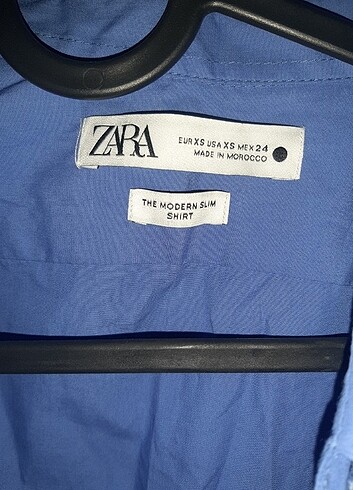 ZARA
EUR XS USA XS MEX 24
MADE IN MOROCCO
THE MODERN SLIM
SHIRT